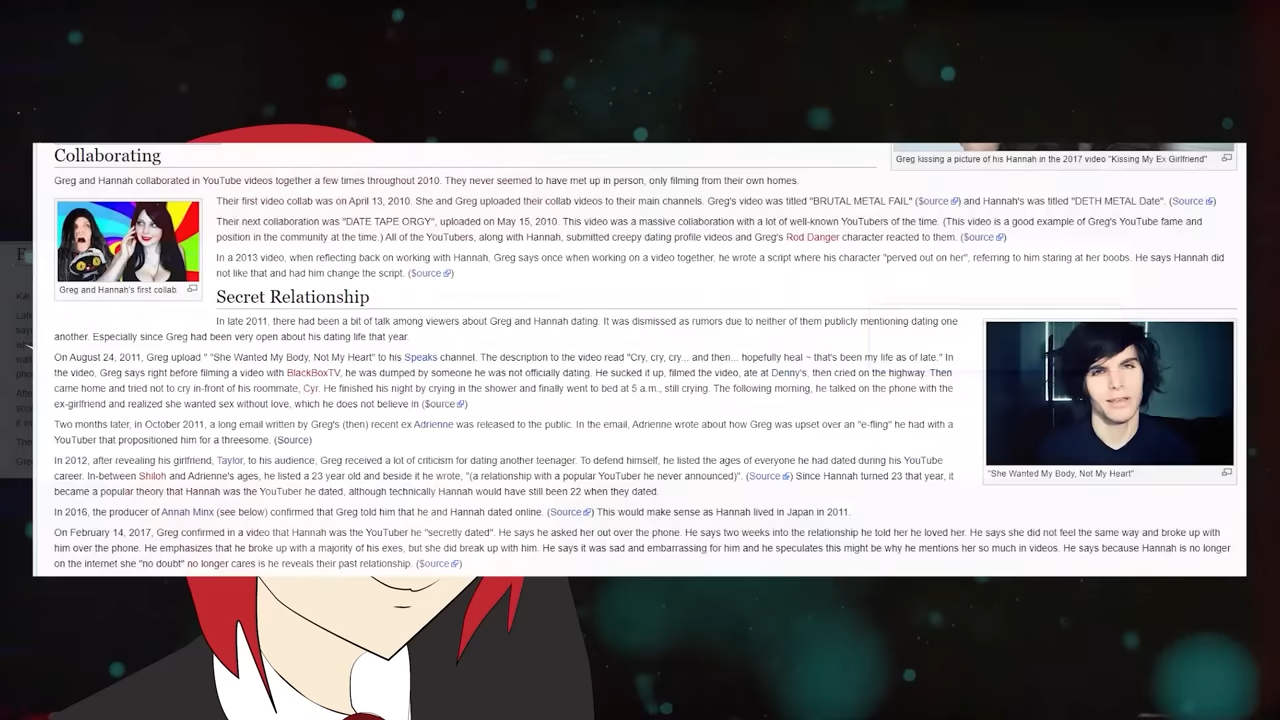 Collaborating
Greg kissing a picture of his Hannah in the 2017 video "Kissing My Ex Girlfriend"
Greg and Hannah collaborated in YouTube videos together a few times throughout 2010. They never seemed to have met up in person, only filming from their own homes.
Their first video collab was on April 13, 2010. She and Greg uploaded their collab videos to their main channels. Greg's video was titled "BRUTAL METAL FAIL" (Source) and Hannah's was titled "DETH METAL Date". (Source)
Their next collaboration was "DATE TAPE ORGY", uploaded on May 15, 2010. This video was a massive collaboration with a lot of well-known YouTubers of the time. (This video is a good example of Greg's YouTube fame and
position in the community at the time.) All of the YouTubers, along with Hannah, submitted creepy dating profile videos and Greg's Rod Danger character reacted to them. (Source)
In a 2013 video, when reflecting back on working with Hannah, Greg says once when working on a video together, he wrote a script where his character "perved out on her", referring to him staring at her boobs. He says Hannah did
not like that and had him change the script. (Source)
Greg and Hannah's first collab.
Secret Relationship
In late 2011, there had been a bit of talk among viewers about Greg and Hannah dating. It was dismissed as rumors due to neither of them publicly mentioning dating one
another. Especially since Greg had been very open about his dating life that year.
On August 24, 2011, Greg upload " "She Wanted My Body, Not My Heart" to his Speaks channel. The description to the video read "Cry, cry, cry... and then... hopefully heal ~ that's been my life as of late." In
the video, Greg says right before filming a video with BlackBoxTV, he was dumped by someone he was not officially dating. He sucked it up, filmed the video, ate at Denny's, then cried on the highway. Then
came home and tried not to cry in-front of his roommate, Cyr. He finished his night by crying in the shower and finally went to bed at 5 a.m., still crying. The following morning, he talked on the phone with the
ex-girlfriend and realized she wanted sex without love, which he does not believe in (Source)
Two months later, in October 2011, a long email written by Greg's (then) recent ex Adrienne was released to the public. In the email, Adrienne wrote about how Greg was upset over an "e-fling" he had with a
YouTuber that propositioned him for a threesome. (Source)
In 2012, after revealing his girlfriend, Taylor, to his audience, Greg received a lot of criticism for dating another teenager. To defend himself, he listed the ages of everyone he had dated during his YouTube
career. In-between Shiloh and Adrienne's ages, he listed a 23 year old and beside it he wrote, "(a relationship with a popular YouTuber he never announced)". (Source) Since Hannah turned 23 that year, it
became a popular theory that Hannah was the YouTuber he dated, although technically Hannah would have still been 22 when they dated.
"She Wanted My Body, Not My Heart"
In 2016, the producer of Annah Minx (see below) confirmed that Greg told him that he and Hannah dated online. (Source) This would make sense as Hannah lived in Japan in 2011.
On February 14, 2017, Greg confirmed in a video that Hannah was the YouTuber he "secretly dated". He says he asked her out over the phone. He says two weeks into the relationship he told her he loved her. He says she did not feel the same way and broke up with
him over the phone. He emphasizes that he broke up with a majority of his exes, but she did break up with him. He says it was sad and embarrassing for him and he speculates this might be why he mentions her so much in videos. He says because Hannah is no longer
on the internet she "no doubt" no longer cares is he reveals their past relationship. (Source)